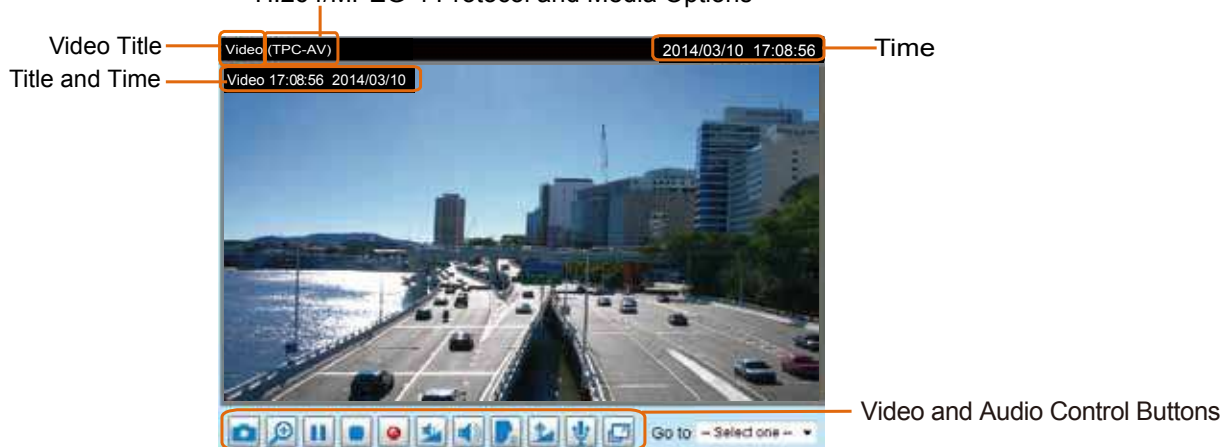 Video Title
Title and Time
Video (TPC-AV)
2014/03/10 17:08:56
Time
Video 17:08:56 2014/03/10
Video and Audio Control Buttons
Go to: -- Select one --